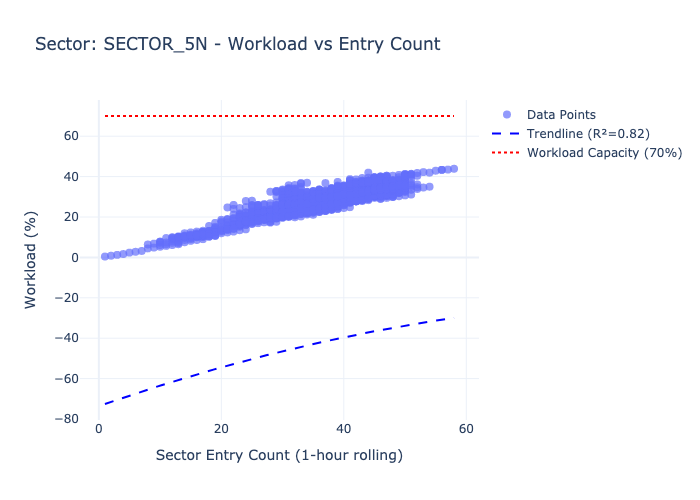 Sector: SECTOR_5N - Workload vs Entry Count
Data Points
Trendline (R²=0.82)
Workload Capacity (70%)
Workload (%)
60
40
20
0
−20
−40
−60
−80
0
20
40
60
Sector Entry Count (1-hour rolling)